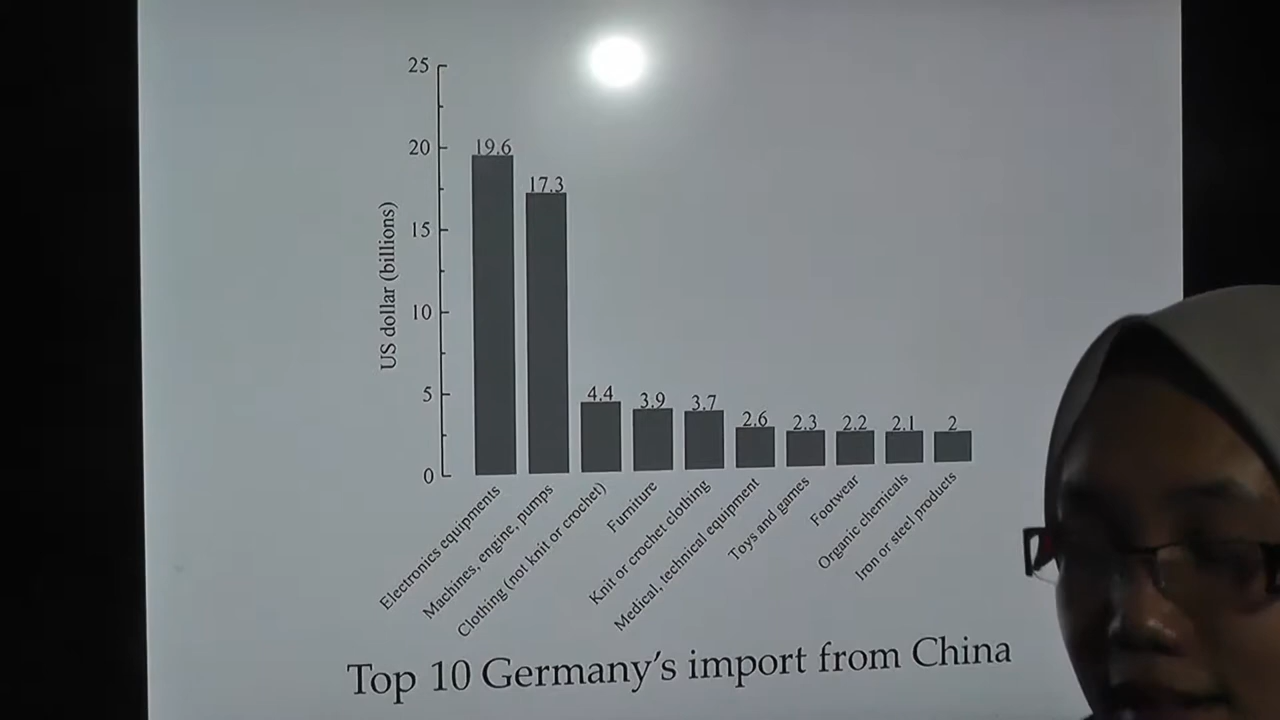 25
20
15
10
5
0
US dollar (billions)
19.6
17.3
4.4
3.9
3.7
2.6
2.3
2.2
2.1
2
Electronics equipments
Machines, engine, pumps
Clothing (not knit or crochet)
Furniture
Knit or crochet clothing
Medical, technical equipment
Toys and games
Footwear
Organic chemicals
Iron or steel products
Top 10 Germany's import from China